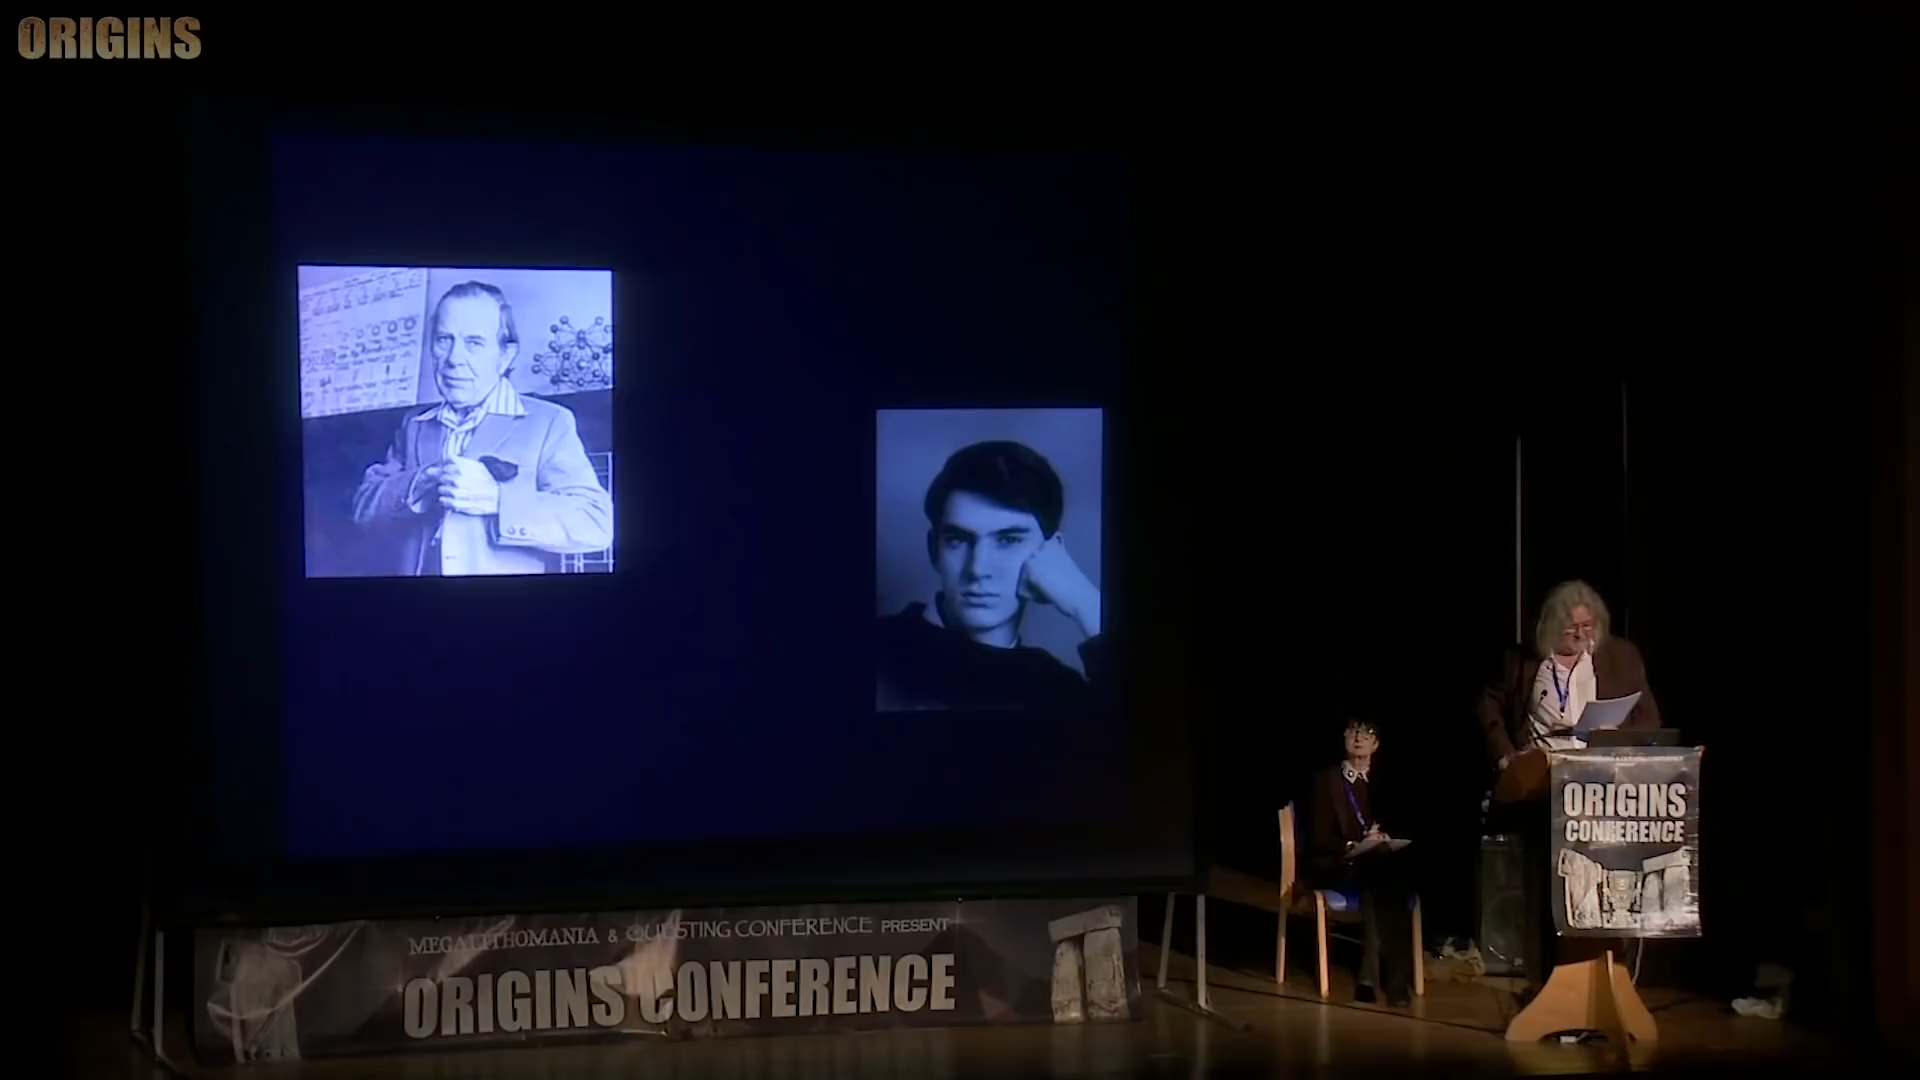 ORIGINS
MEGALITHOMANIA & QUESTING CONFERENCE PRESENT
ORIGINS CONFERENCE
ORIGINS
CONFERENCE